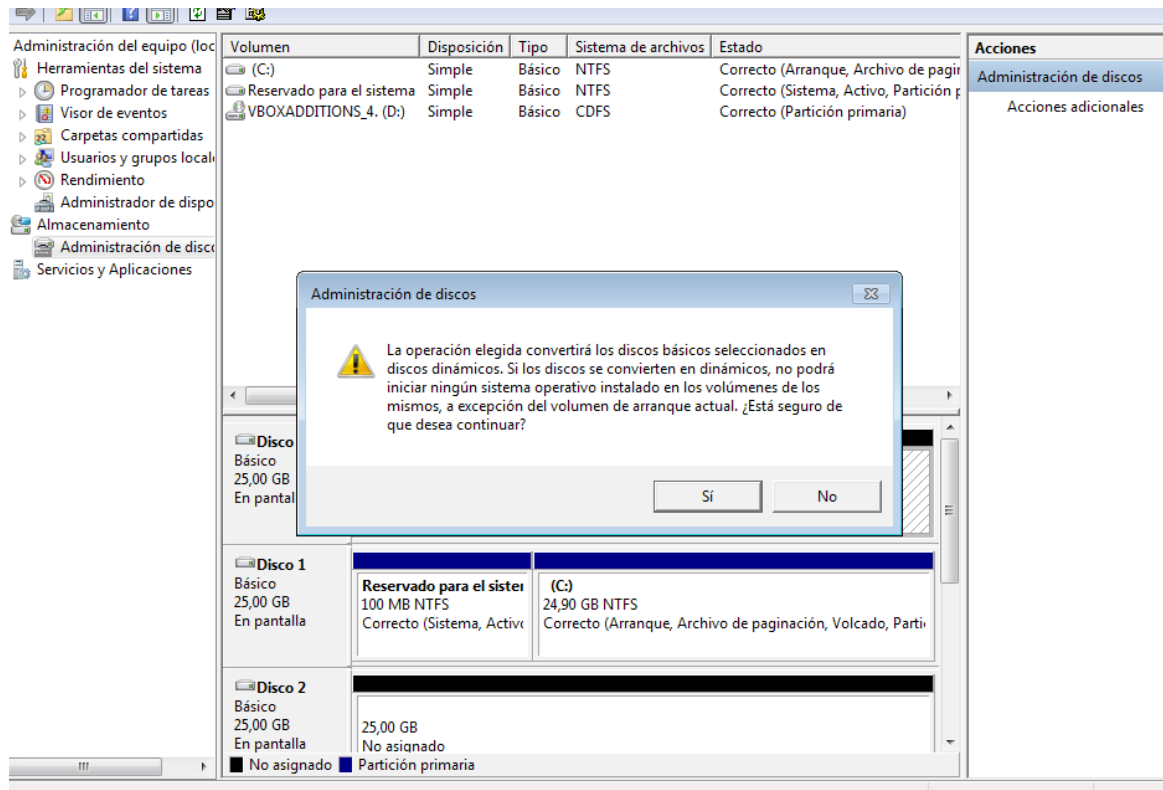 Administración del equipo (loc
Herramientas del sistema
Programador de tareas
Visor de eventos
Carpetas compartidas
Usuarios y grupos local
Rendimiento
Administrador de dispo
Almacenamiento
Administración de disco
Servicios y Aplicaciones
Volumen Disposición Tipo Sistema de archivos Estado
(C:) Simple Básico NTFS Correcto (Arranque, Archivo de pagin
Reservado para el sistema Simple Básico NTFS Correcto (Sistema, Activo, Partición p
VBOXADDITIONS_4. (D:) Simple Básico CDFS Correcto (Partición primaria)
Acciones
Administración de discos
Acciones adicionales
Administración de discos
La operación elegida convertirá los discos básicos seleccionados en
discos dinámicos. Si los discos se convierten en dinámicos, no podrá
iniciar ningún sistema operativo instalado en los volúmenes de los
mismos, a excepción del volumen de arranque actual. ¿Está seguro de
que desea continuar?
Sí No
Disco
Básico
25,00 GB
En pantal
Disco 1
Básico
25,00 GB
En pantalla
Reservado para el sister
100 MB NTFS
Correcto (Sistema, Activo
(C:)
24,90 GB NTFS
Correcto (Arranque, Archivo de paginación, Volcado, Parti
Disco 2
Básico
25,00 GB
En pantalla
25,00 GB
No asignado
No asignado Partición primaria